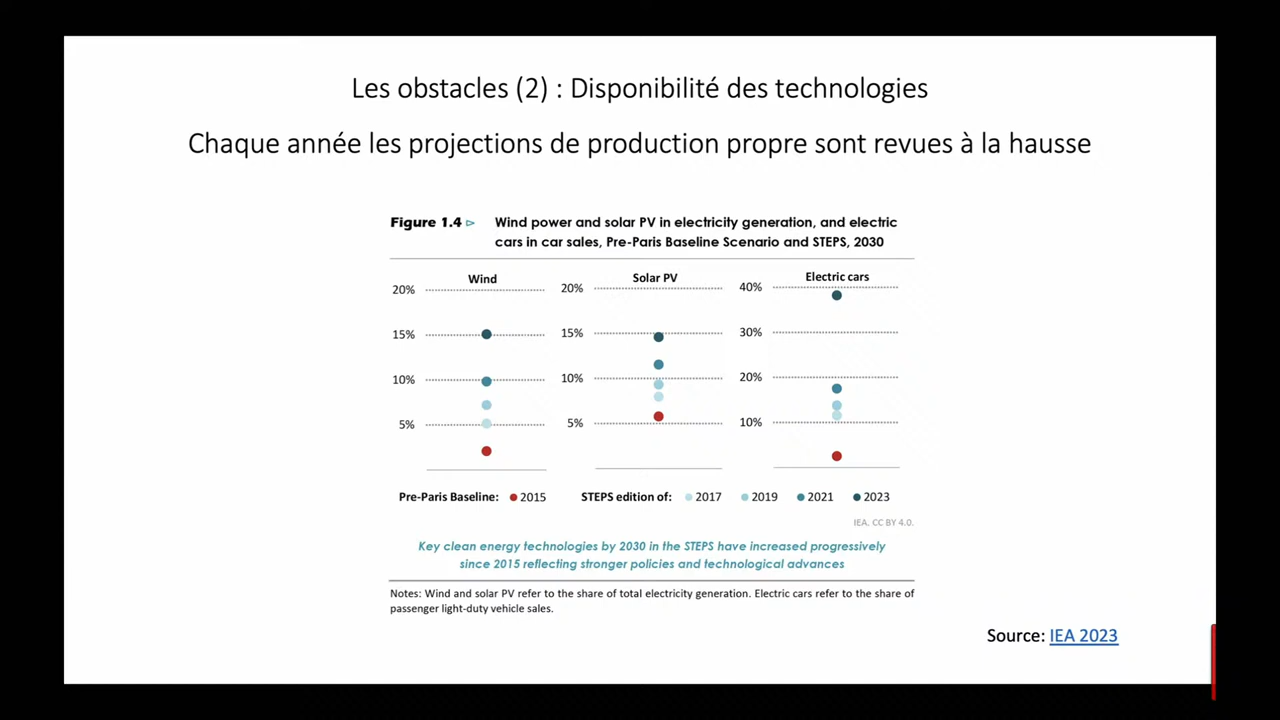 Les obstacles (2) : Disponibilité des technologies
Chaque année les projections de production propre sont revues à la hausse
Figure 1.4 ▻ Wind power and solar PV in electricity generation, and electric
cars in car sales, Pre-Paris Baseline Scenario and STEPS, 2030
Wind
20%
15%
10%
5%
Solar PV
20%
15%
10%
5%
Electric cars
40%
30%
20%
10%
Pre-Paris Baseline: 2015 STEPS edition of: 2017 2019 2021 2023
IEA. CC BY 4.0.
Key clean energy technologies by 2030 in the STEPS have increased progressively
since 2015 reflecting stronger policies and technological advances
Notes: Wind and solar PV refer to the share of total electricity generation. Electric cars refer to the share of
passenger light-duty vehicle sales.
Source: IEA 2023